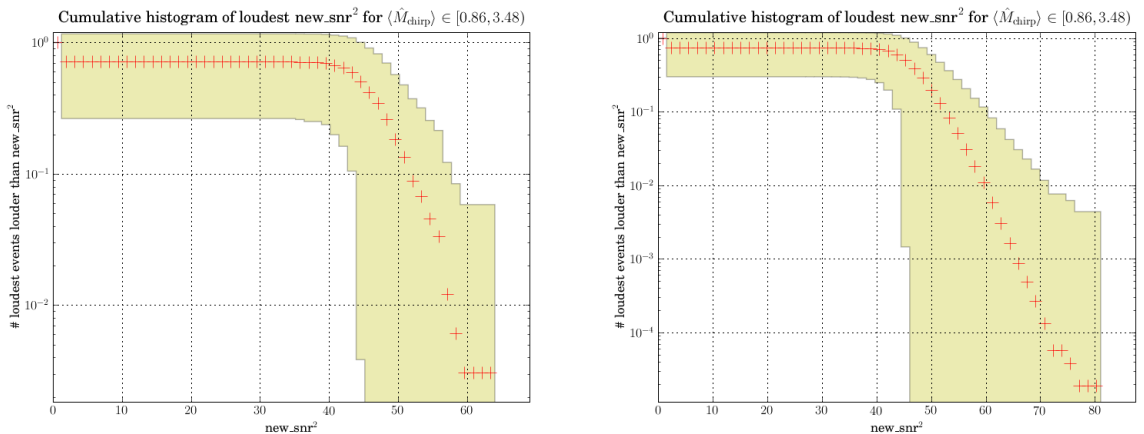 Cumulative histogram of loudest new_snr² for ⟨M̂chirp⟩ ∈ [0.86, 3.48)
10⁰
10⁻¹
10⁻²
# loudest events louder than new_snr²
0 10 20 30 40 50 60
new_snr²
Cumulative histogram of loudest new_snr² for ⟨M̂chirp⟩ ∈ [0.86, 3.48)
10⁰
10⁻¹
10⁻²
10⁻³
10⁻⁴
# loudest events louder than new_snr²
0 10 20 30 40 50 60 70 80
new_snr²